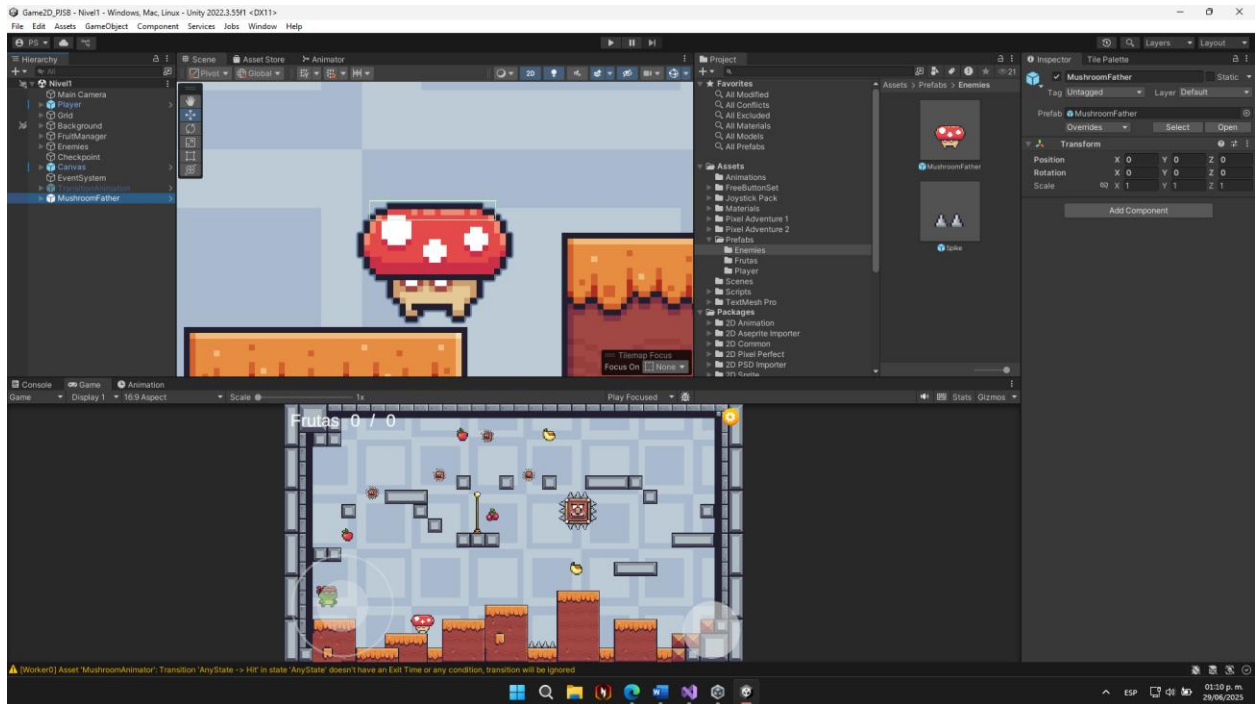 Game2D_PJSB - Nivel1 - Windows, Mac, Linux - Unity 2022.3.55f1 <DX11>
File Edit Assets GameObject Component Services Jobs Window Help
PS
Layers Layout
Hierarchy
All
Nivel1
Main Camera
Player
Grid
Background
FruitManager
Enemies
Checkpoint
Canvas
EventSystem
TransitionAnimation
MushroomFather
Scene Asset Store Animator
Pivot Global 2D
Tilemap Focus
Focus On None
Project
21
Favorites
All Modified
All Conflicts
All Excluded
All Materials
All Models
All Prefabs
Assets
Animations
FreeButtonSet
Joystick Pack
Materials
Pixel Adventure 1
Pixel Adventure 2
Prefabs
Enemies
Frutas
Player
Scenes
Scripts
TextMesh Pro
Packages
2D Animation
2D Aseprite Importer
2D Common
2D Pixel Perfect
2D PSD Importer
2D Sprite
Assets > Prefabs > Enemies
MushroomFather
Spike
Inspector Tile Palette
MushroomFather Static
Tag Untagged Layer Default
Prefab MushroomFather
Overrides Select Open
Transform
Position X 0 Y 0 Z 0
Rotation X 0 Y 0 Z 0
Scale X 1 Y 1 Z 1
Add Component
Console Game Animation
Game Display 1 16:9 Aspect Scale 1x Play Focused Stats Gizmos
Frutas 0 / 0
[Worker0] Asset 'MushroomAnimator': Transition 'AnyState -> Hit' in state 'AnyState' doesn't have an Exit Time or any condition, transition will be ignored
ESP
01:10 p. m.
29/06/2025